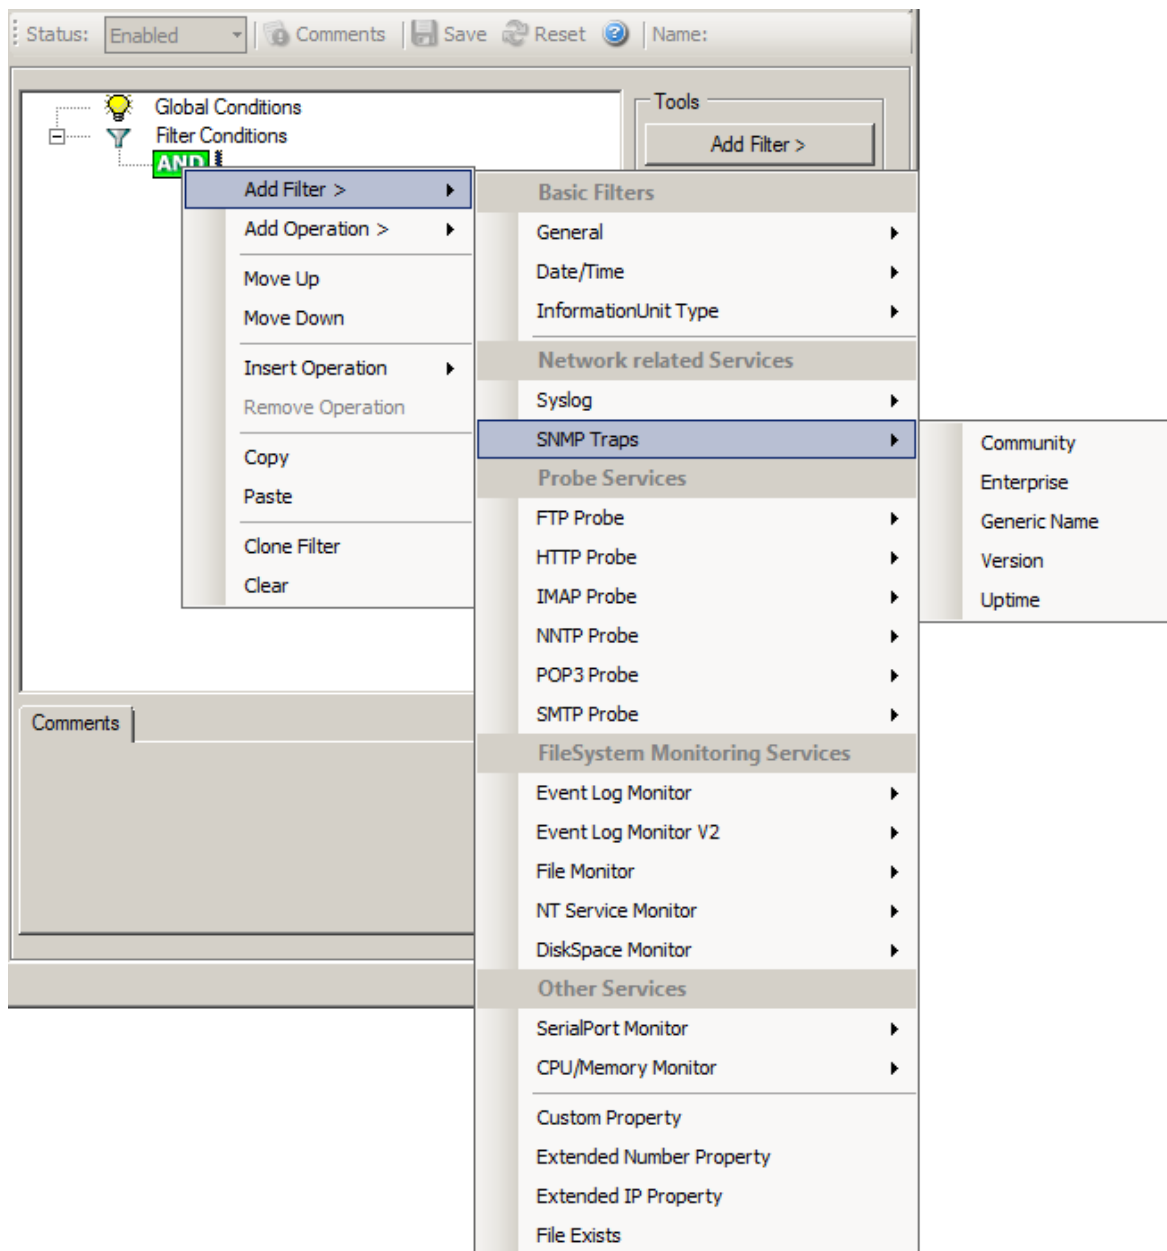 Status: Enabled Comments Save Reset Name:
Global Conditions
Filter Conditions
AND
Tools
Add Filter >
Add Filter >
Add Operation >
Move Up
Move Down
Insert Operation
Remove Operation
Copy
Paste
Clone Filter
Clear
Basic Filters
General
Date/Time
InformationUnit Type
Network related Services
Syslog
SNMP Traps
Probe Services
FTP Probe
HTTP Probe
IMAP Probe
NNTP Probe
POP3 Probe
SMTP Probe
FileSystem Monitoring Services
Event Log Monitor
Event Log Monitor V2
File Monitor
NT Service Monitor
DiskSpace Monitor
Other Services
SerialPort Monitor
CPU/Memory Monitor
Custom Property
Extended Number Property
Extended IP Property
File Exists
Community
Enterprise
Generic Name
Version
Uptime
Comments